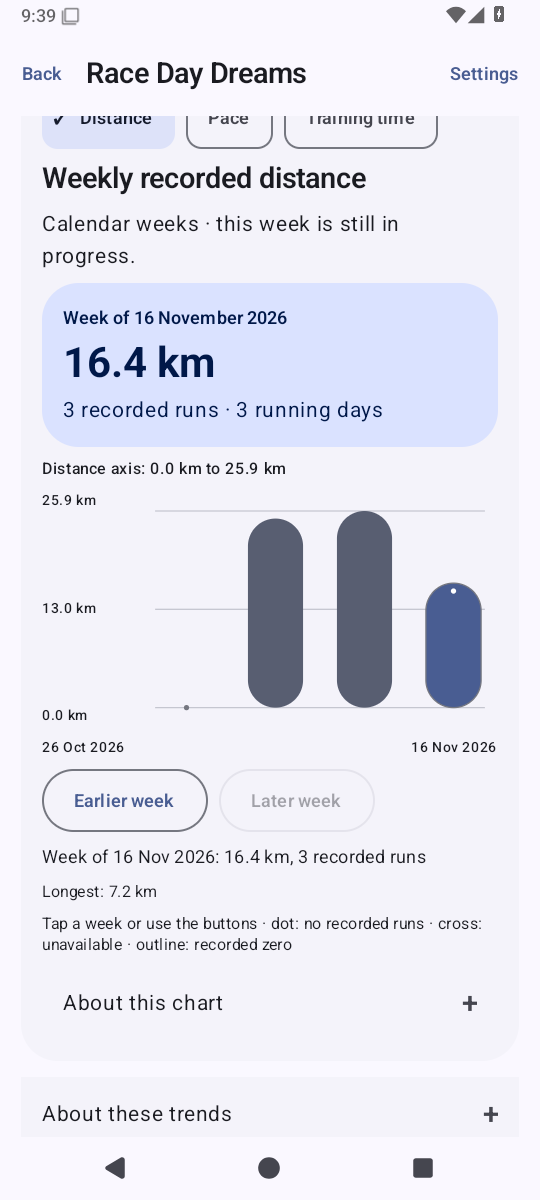 9:39
Back
Race Day Dreams
Settings
Distance
Pace
Training time
Weekly recorded distance
Calendar weeks · this week is still in
progress.
Week of 16 November 2026
16.4 km
3 recorded runs · 3 running days
Distance axis: 0.0 km to 25.9 km
25.9 km
13.0 km
0.0 km
26 Oct 2026
16 Nov 2026
Earlier week
Later week
Week of 16 Nov 2026: 16.4 km, 3 recorded runs
Longest: 7.2 km
Tap a week or use the buttons · dot: no recorded runs · cross:
unavailable · outline: recorded zero
About this chart
+
About these trends
+